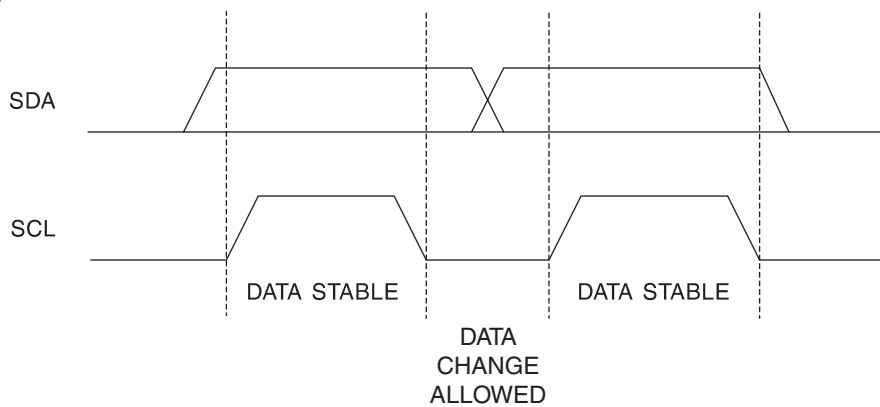 SDA
SCL
DATA STABLE
DATA STABLE
DATA
CHANGE
ALLOWED